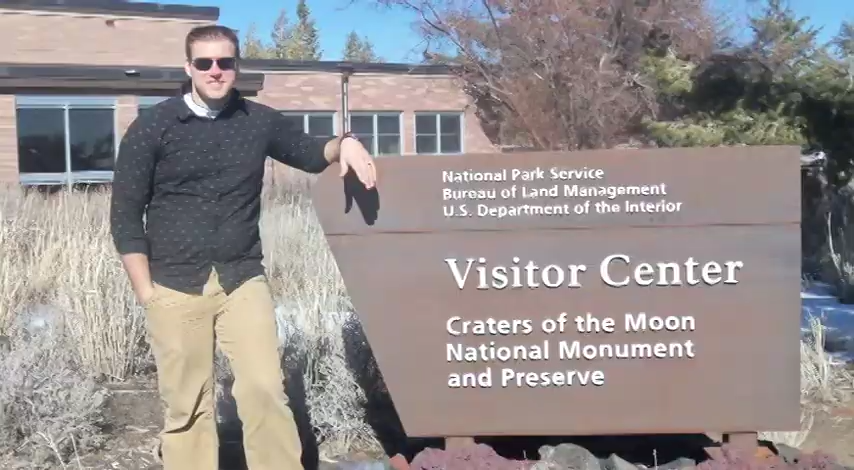 National Park Service
Bureau of Land Management
U.S. Department of the Interior
Visitor Center
Craters of the Moon
National Monument
and Preserve